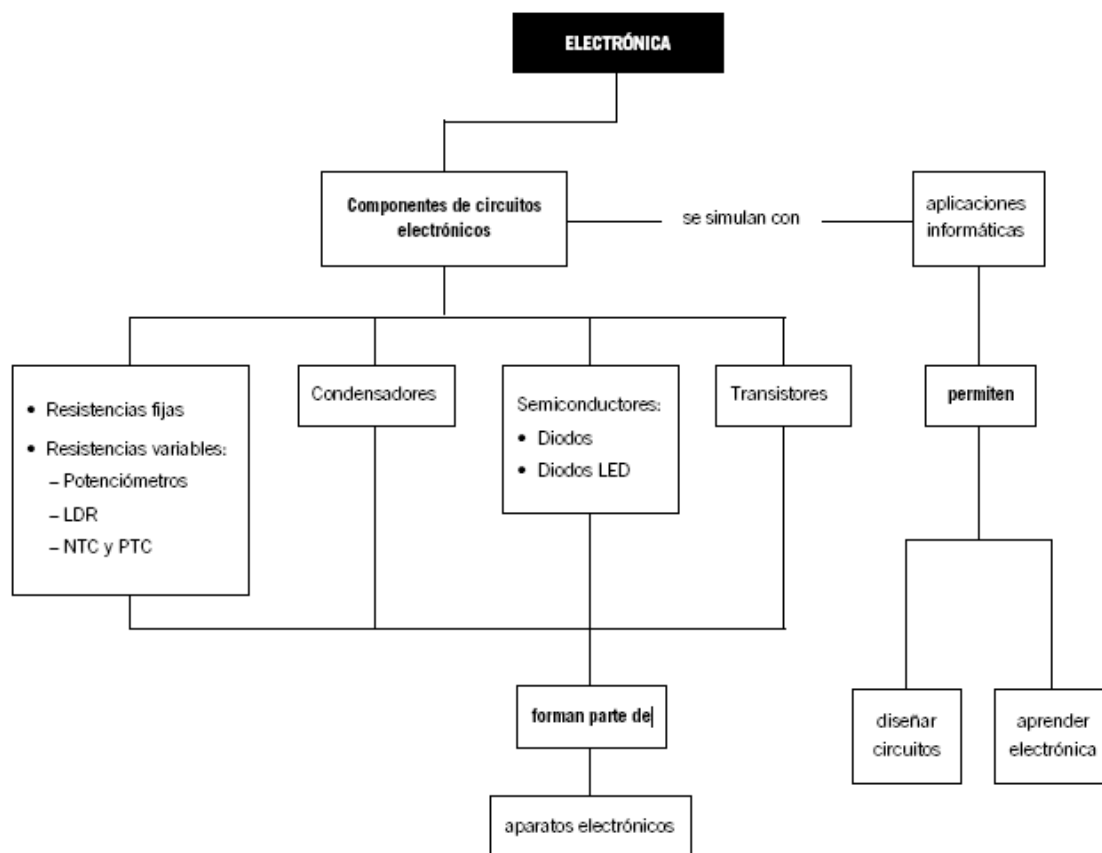 ELECTRÓNICA
Componentes de circuitos
electrónicos
se simulan con
aplicaciones
informáticas
• Resistencias fijas
• Resistencias variables:
– Potenciómetros
– LDR
– NTC y PTC
Condensadores
Semiconductores:
• Diodos
• Diodos LED
Transistores
permiten
forman parte de
diseñar
circuitos
aprender
electrónica
aparatos electrónicos